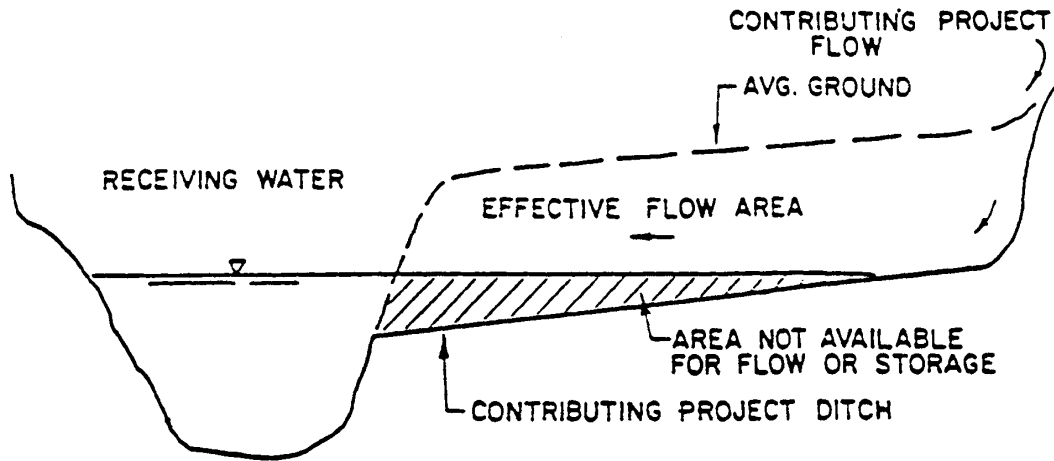 CONTRIBUTING PROJECT
FLOW
AVG. GROUND
RECEIVING WATER
EFFECTIVE FLOW AREA
AREA NOT AVAILABLE
FOR FLOW OR STORAGE
CONTRIBUTING PROJECT DITCH